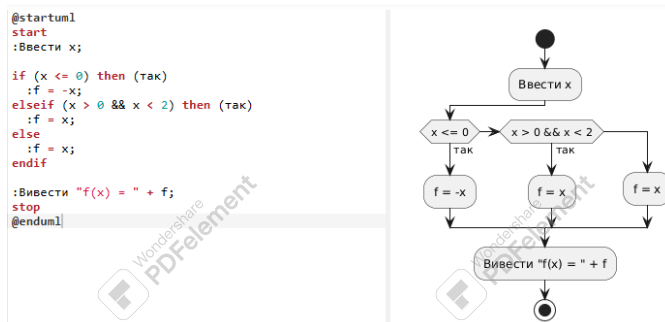 @startuml
start
:Ввести x;
if (x <= 0) then (так)
:f = -x;
elseif (x > 0 && x < 2) then (так)
:f = x;
else
:f = x;
endif
:Вивести "f(x) = " + f;
stop
@enduml
Wondershare
PDFelement
Ввести x
x <= 0
x > 0 && x < 2
так
так
f = -x
f = x
f = x
Вивести "f(x) = " + f
Wondershare
PDFelement